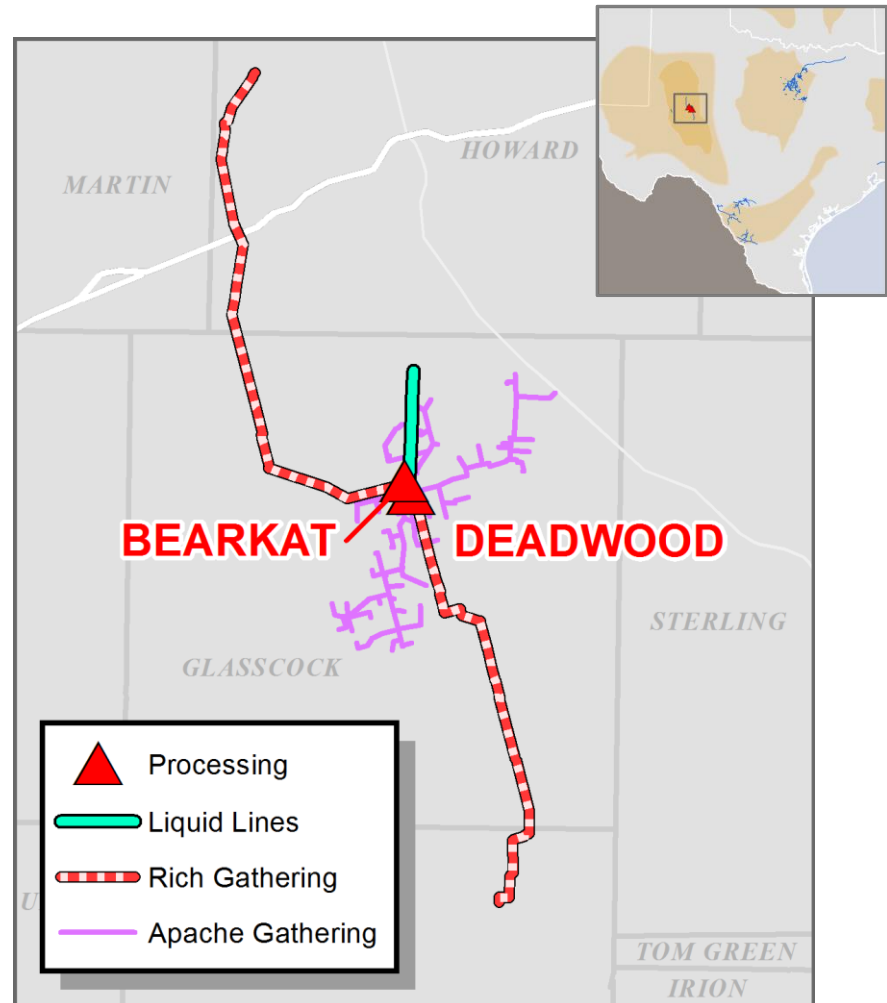 HOWARD
MARTIN
BEARKAT
DEADWOOD
STERLING
GLASSCOCK
Processing
Liquid Lines
Rich Gathering
Apache Gathering
U
TOM GREEN
IRION